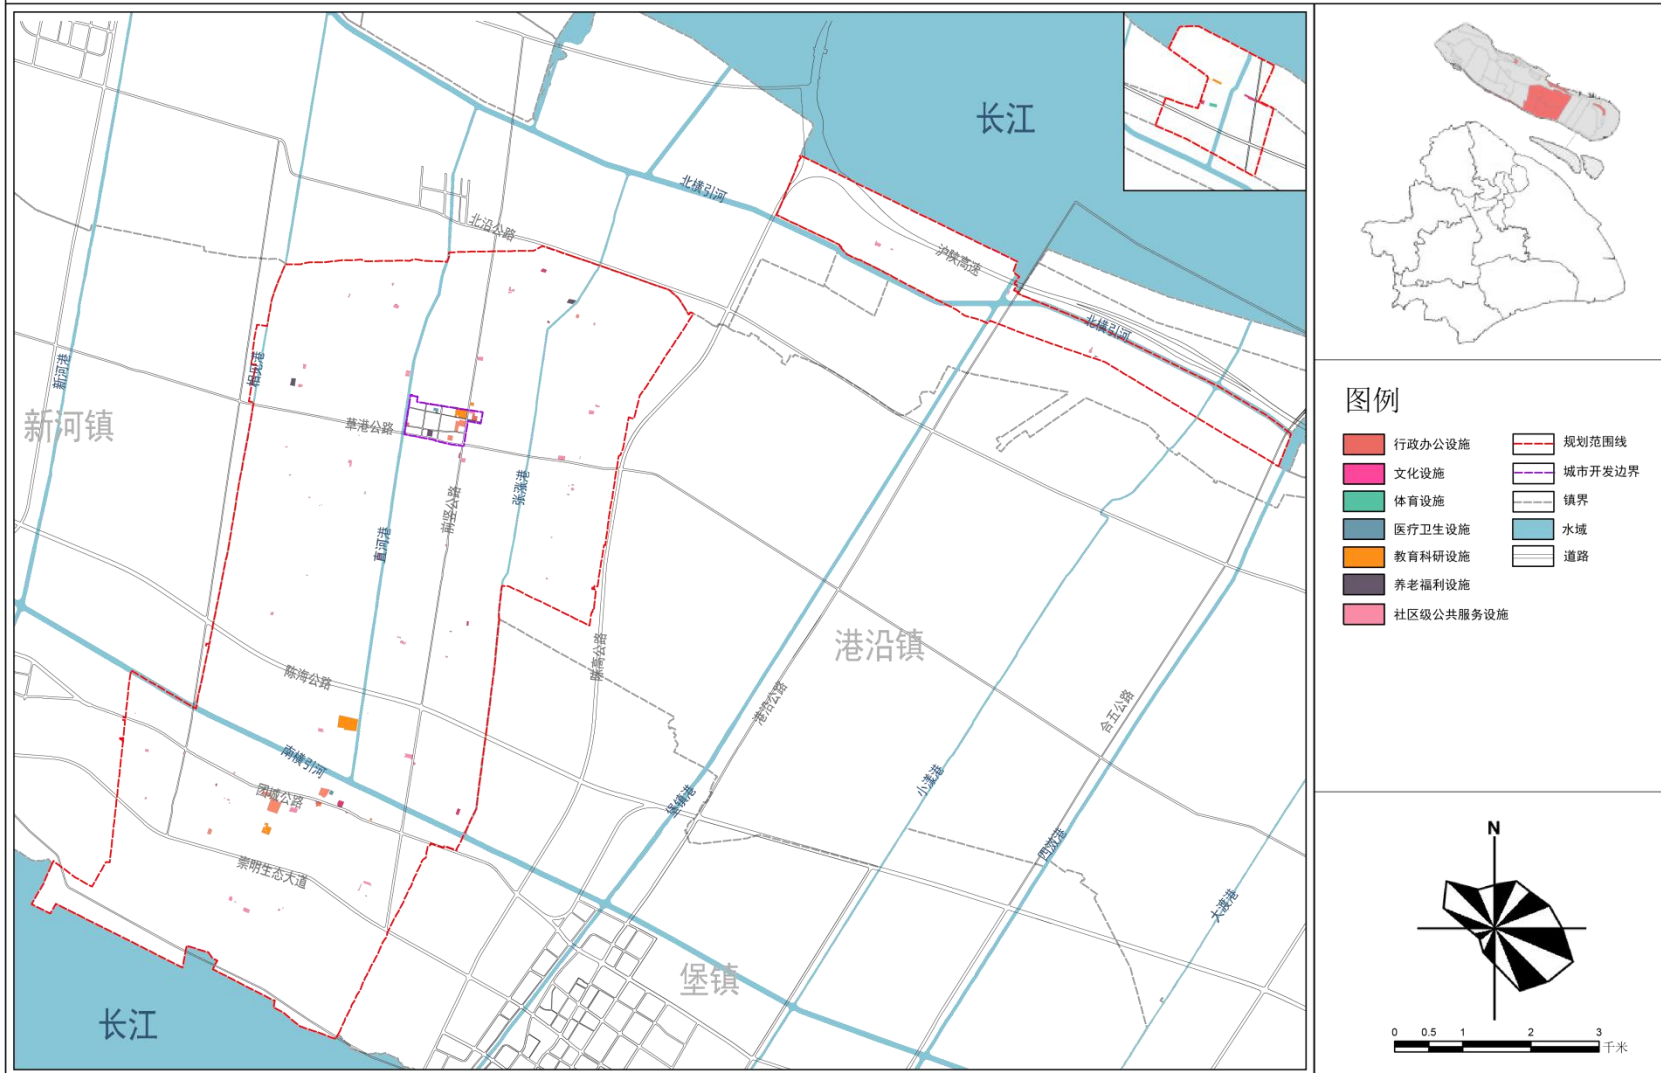 长江
北横引河
北沿公路
沪陕高速
北横引河
新河港
相见港
新河镇
草港公路
张涨港
前竖公路
直河港
港沿镇
陈海公路
陈高公路
港沿公路
合五公路
南横引河
团城公路
堡镇港
小漾港
四滧港
崇明生态大道
大渡港
堡镇
长江
图例
行政办公设施
文化设施
体育设施
医疗卫生设施
教育科研设施
养老福利设施
社区级公共服务设施
规划范围线
城市开发边界
镇界
水域
道路
N
0 0.5 1 2 3
千米